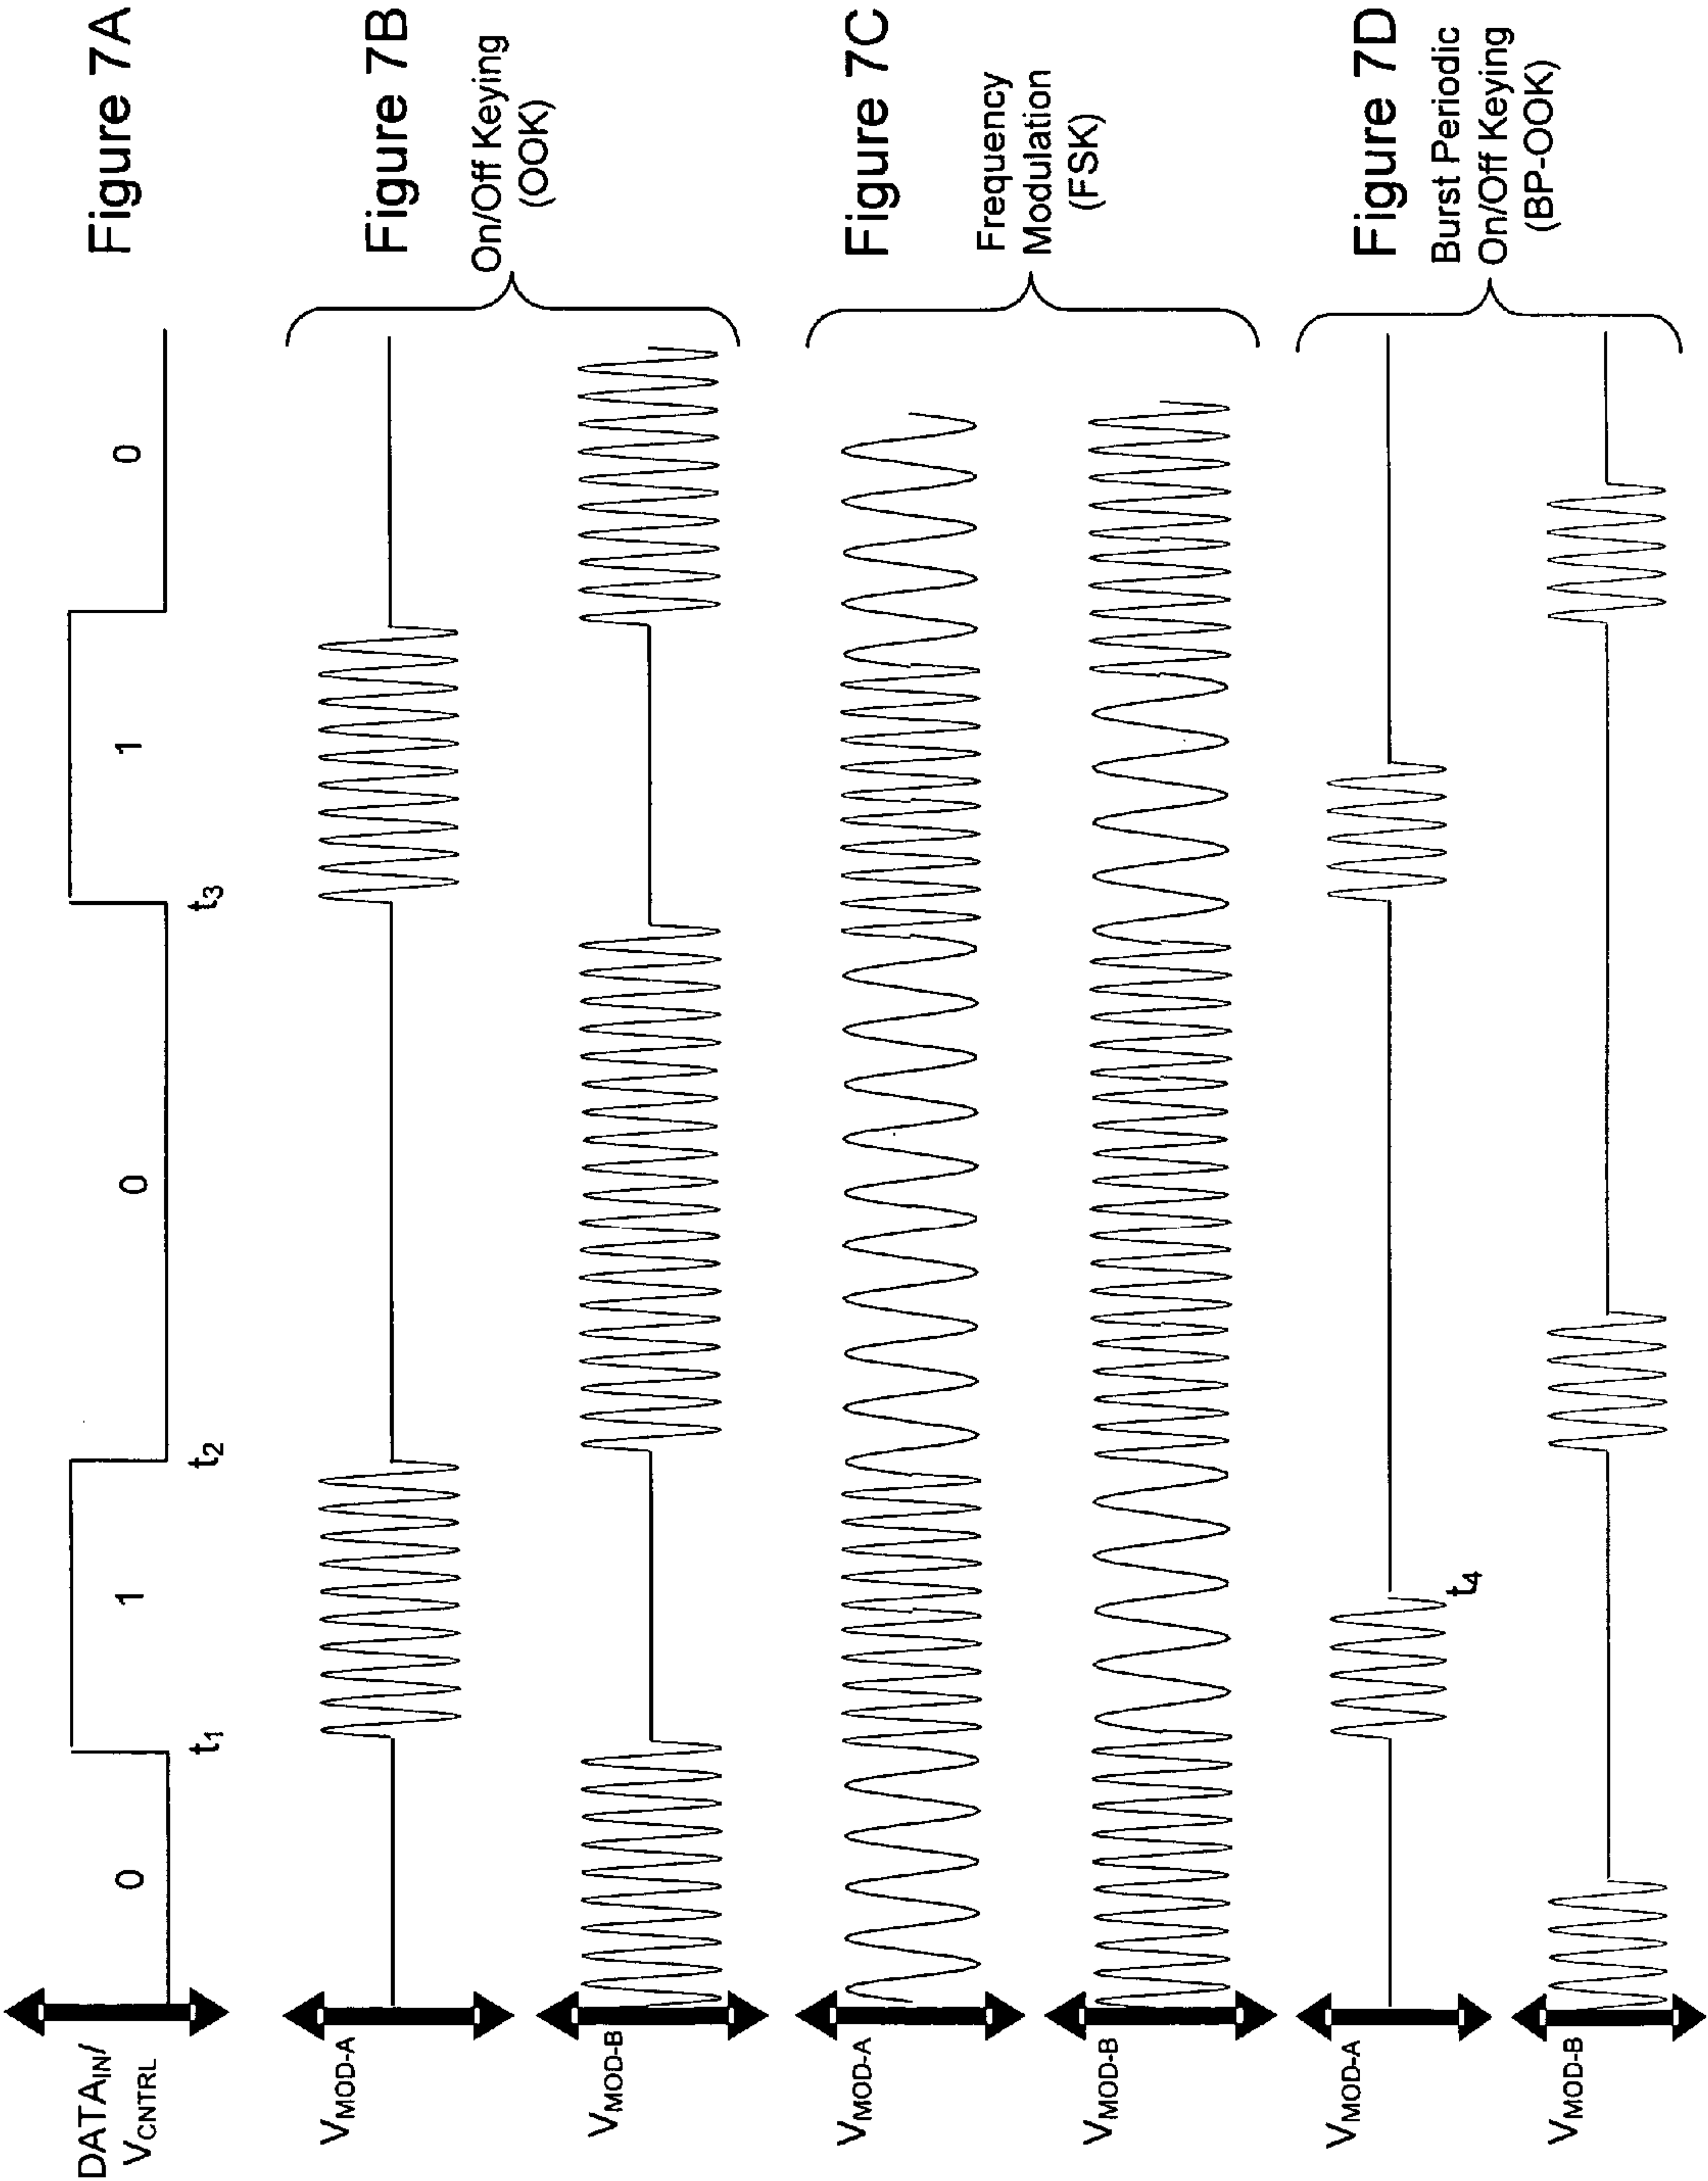 Figure 7A
DATAIN/
VCNTRL
0
1
0
1
0
t1
t2
t3
Figure 7B
On/Off Keying
(OOK)
VMOD-A
VMOD-B
Figure 7C
Frequency
Modulation
(FSK)
VMOD-A
VMOD-B
Figure 7D
Burst Periodic
On/Off Keying
(BP-OOK)
VMOD-A
t4
VMOD-B